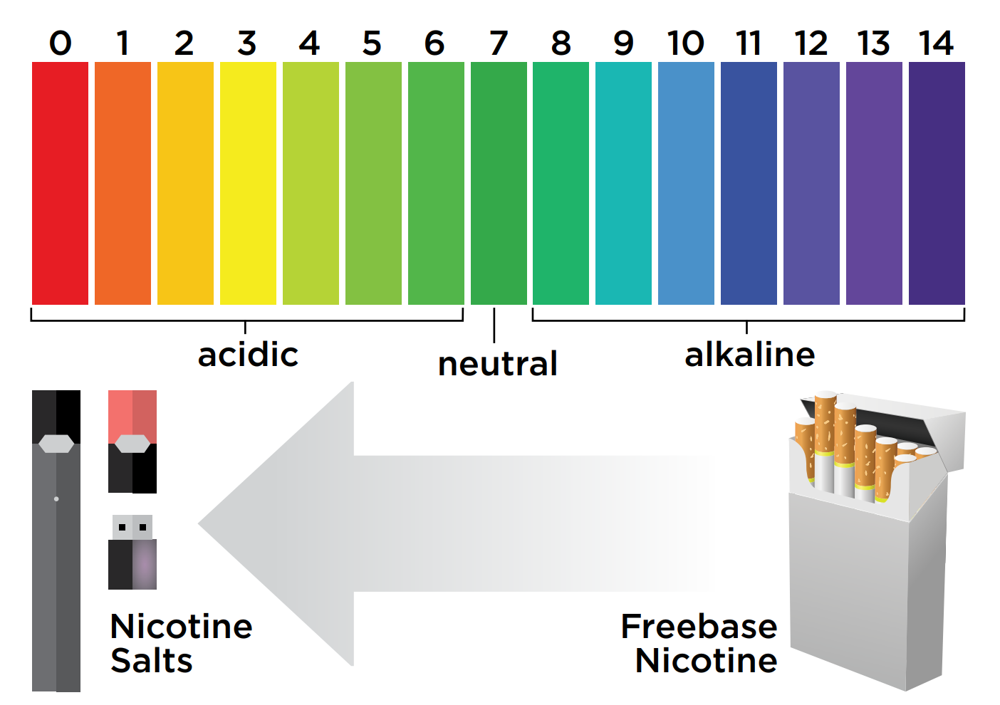 0 1 2 3 4 5 6 7 8 9 10 11 12 13 14
acidic
neutral
alkaline
Nicotine
Salts
Freebase
Nicotine